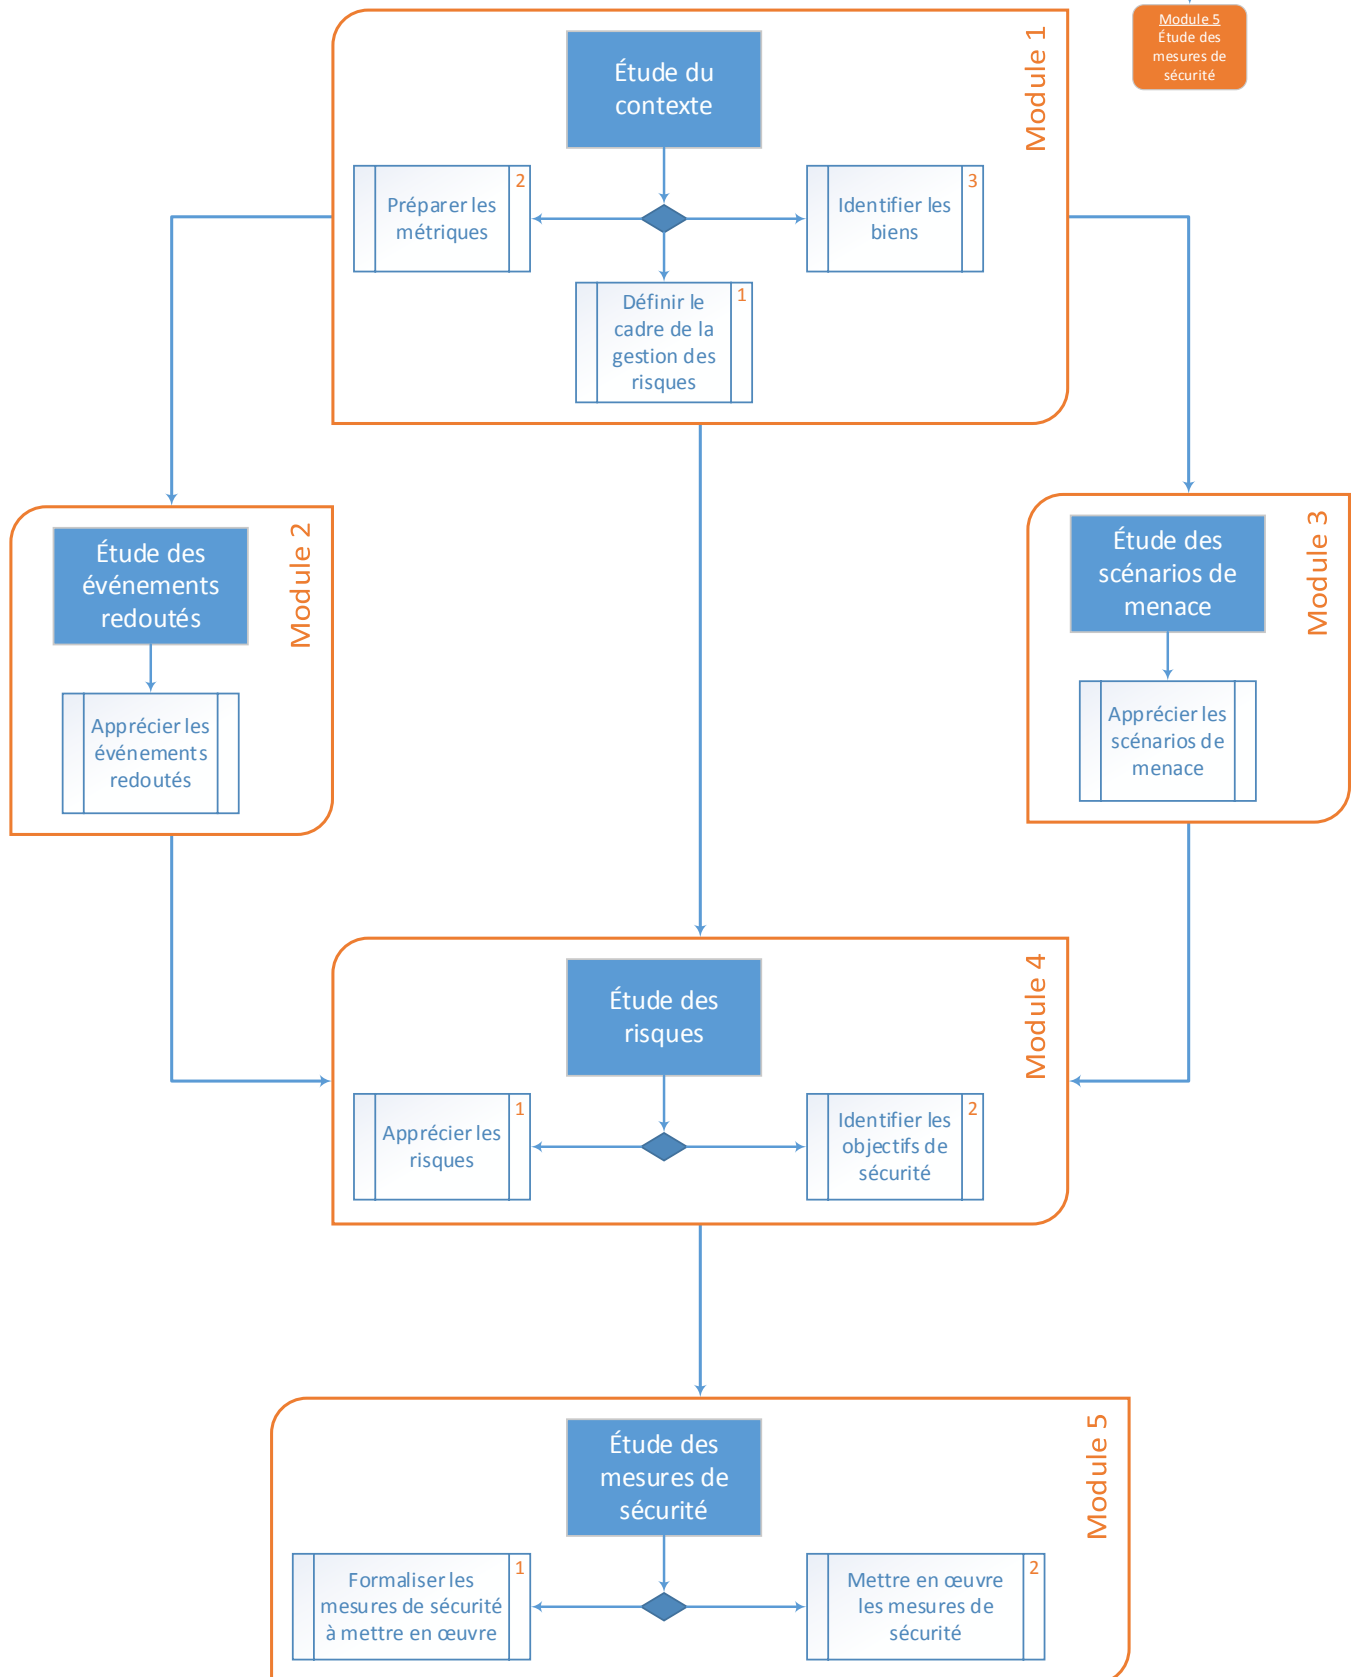 Module 5
Étude des
mesures de
sécurité
Module 1
Étude du
contexte
2
Préparer les
métriques
3
Identifier les
biens
1
Définir le
cadre de la
gestion des
risques
Module 2
Étude des
événements
redoutés
Apprécier les
événements
redoutés
Module 3
Étude des
scénarios de
menace
Apprécier les
scénarios de
menace
Module 4
Étude des
risques
1
Apprécier les
risques
2
Identifier les
objectifs de
sécurité
Module 5
Étude des
mesures de
sécurité
1
Formaliser les
mesures de sécurité
à mettre en œuvre
2
Mettre en œuvre
les mesures de
sécurité